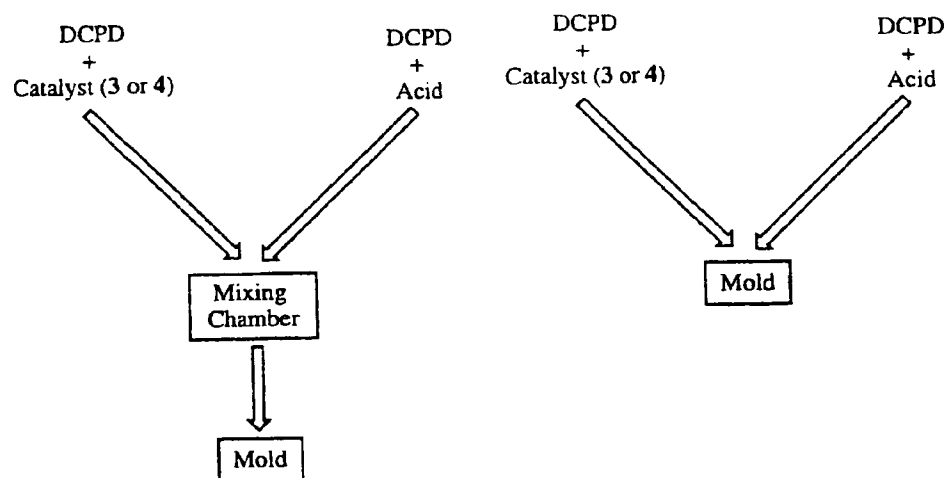 DCPD
+
Catalyst (3 or 4)
DCPD
+
Acid
Mixing
Chamber
Mold
DCPD
+
Catalyst (3 or 4)
DCPD
+
Acid
Mold